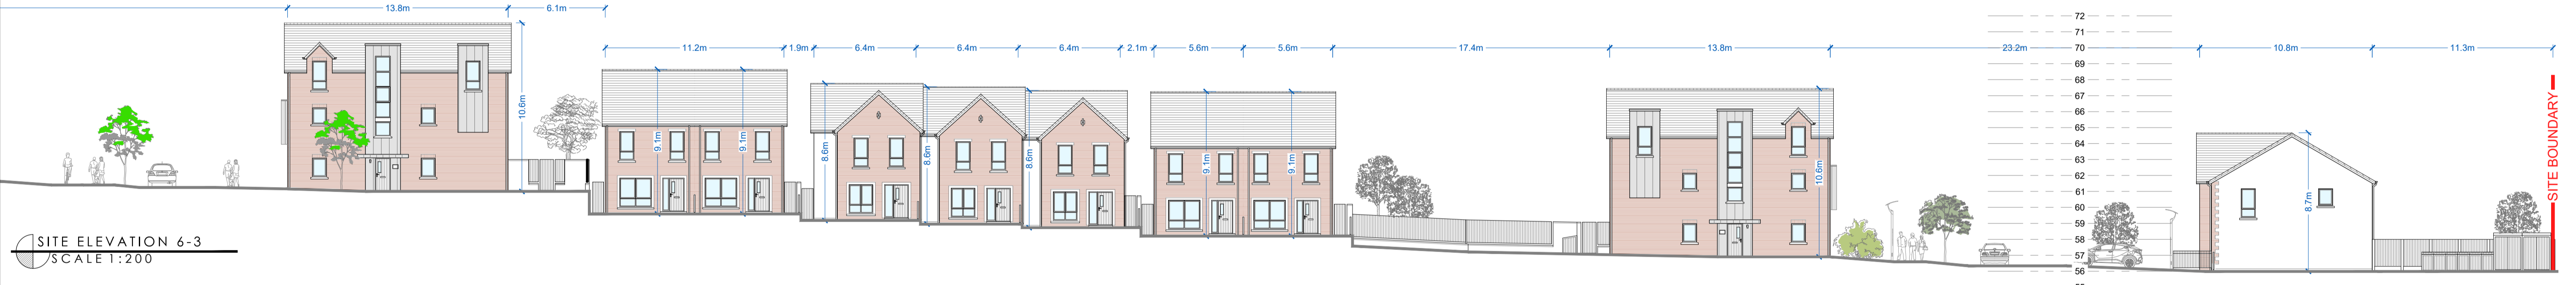 13.8m
6.1m
11.2m
1.9m
6.4m
6.4m
6.4m
2.1m
5.6m
5.6m
17.4m
13.8m
23.2m
10.8m
11.3m
10.6m
9.1m
9.1m
8.6m
8.6m
8.6m
9.1m
9.1m
10.6m
8.7m
72
71
70
69
68
67
66
65
64
63
62
61
60
59
58
57
56
SITE BOUNDARY
SITE ELEVATION 6-3
SCALE 1:200